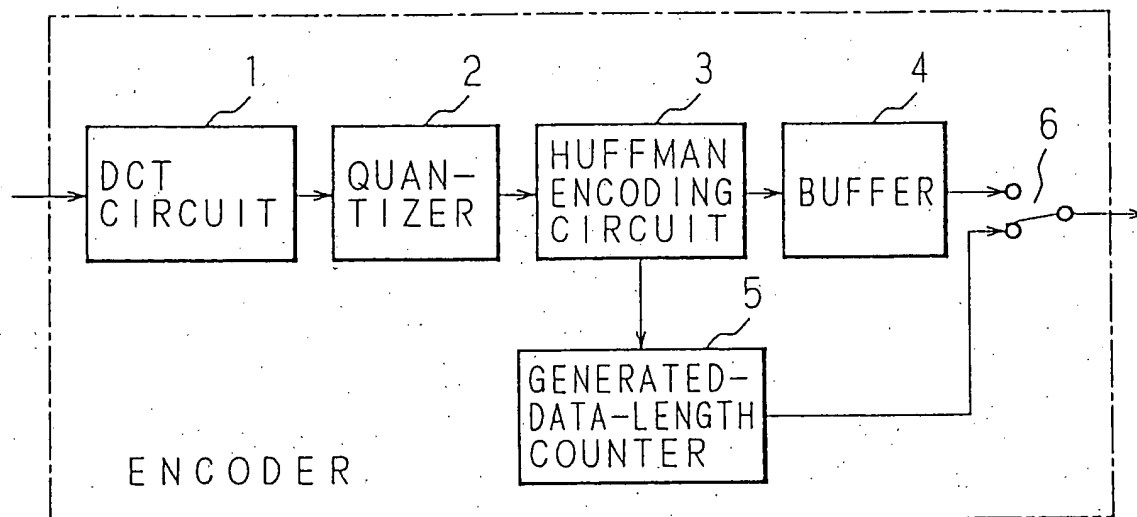 1
2
3
4
6
DCT
CIRCUIT
QUAN-
TIZER
HUFFMAN
ENCODING
CIRCUIT
BUFFER
5
GENERATED-
DATA-LENGTH
COUNTER
ENCODER